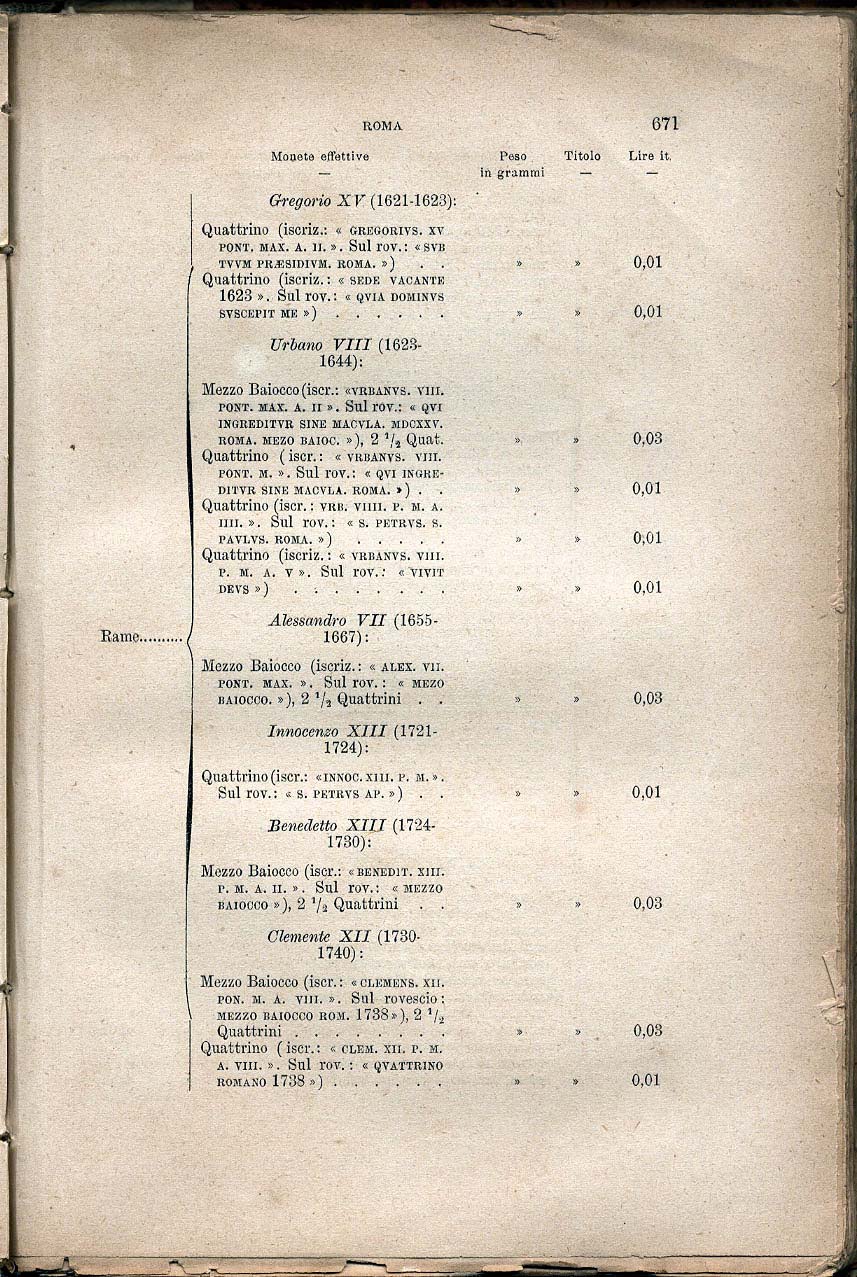 ROMA 671
Monete effettive Peso Titolo Lire it.
— in grammi — —
Gregorio XV (1621-1623):
Quattrino (iscriz.: « GREGORIVS. XV
PONT. MAX. A. II. ». Sul rov.: « SVB
TVVM PRÆSIDIVM. ROMA. ») . . » » 0,01
Quattrino (iscriz.: « SEDE VACANTE
1623 ». Sul rov.: « QVIA DOMINVS
SVSCEPIT ME ») . . . . . . » » 0,01
Urbano VIII (1623-
1644):
Mezzo Baiocco (iscr.: «VRBANVS. VIII.
PONT. MAX. A. II ». Sul rov.: « QVI
INGREDITVR SINE MACVLA. MDCXXV.
ROMA. MEZO BAIOC. »), 2 1/2 Quat. » » 0,03
Quattrino (iscr.: « VRBANVS. VIII.
PONT. M. ». Sul rov.: « QVI INGRE-
DITVR SINE MACVLA. ROMA. ») . . » » 0,01
Quattrino (iscr.: VRB. VIIII. P. M. A.
IIII. ». Sul rov.: « S. PETRVS. S.
PAVLVS. ROMA. ») . . . . . » » 0,01
Quattrino (iscriz.: « VRBANVS. VIII.
P. M. A. V ». Sul rov.: « VIVIT
DEVS ») . . . . . . . . » » 0,01
Alessandro VII (1655-
Rame.......... 1667):
Mezzo Baiocco (iscriz.: « ALEX. VII.
PONT. MAX. ». Sul rov.: « MEZO
BAIOCCO. »), 2 1/2 Quattrini . . » » 0,03
Innocenzo XIII (1721-
1724):
Quattrino (iscr.: «INNOC. XIII. P. M.».
Sul rov.: « S. PETRVS AP. ») . . » » 0,01
Benedetto XIII (1724-
1730):
Mezzo Baiocco (iscr.: « BENEDIT. XIII.
P. M. A. II. ». Sul rov.: « MEZZO
BAIOCCO »), 2 1/2 Quattrini . . » » 0,03
Clemente XII (1730-
1740):
Mezzo Baiocco (iscr.: « CLEMENS. XII.
PON. M. A. VIII. ». Sul rovescio:
MEZZO BAIOCCO ROM. 1738»), 2 1/2
Quattrini . . . . . . . . » » 0,03
Quattrino (iscr.: « CLEM. XII. P. M.
A. VIII. ». Sul rov.: « QVATTRINO
ROMANO 1738 ») . . . . . . » » 0,01